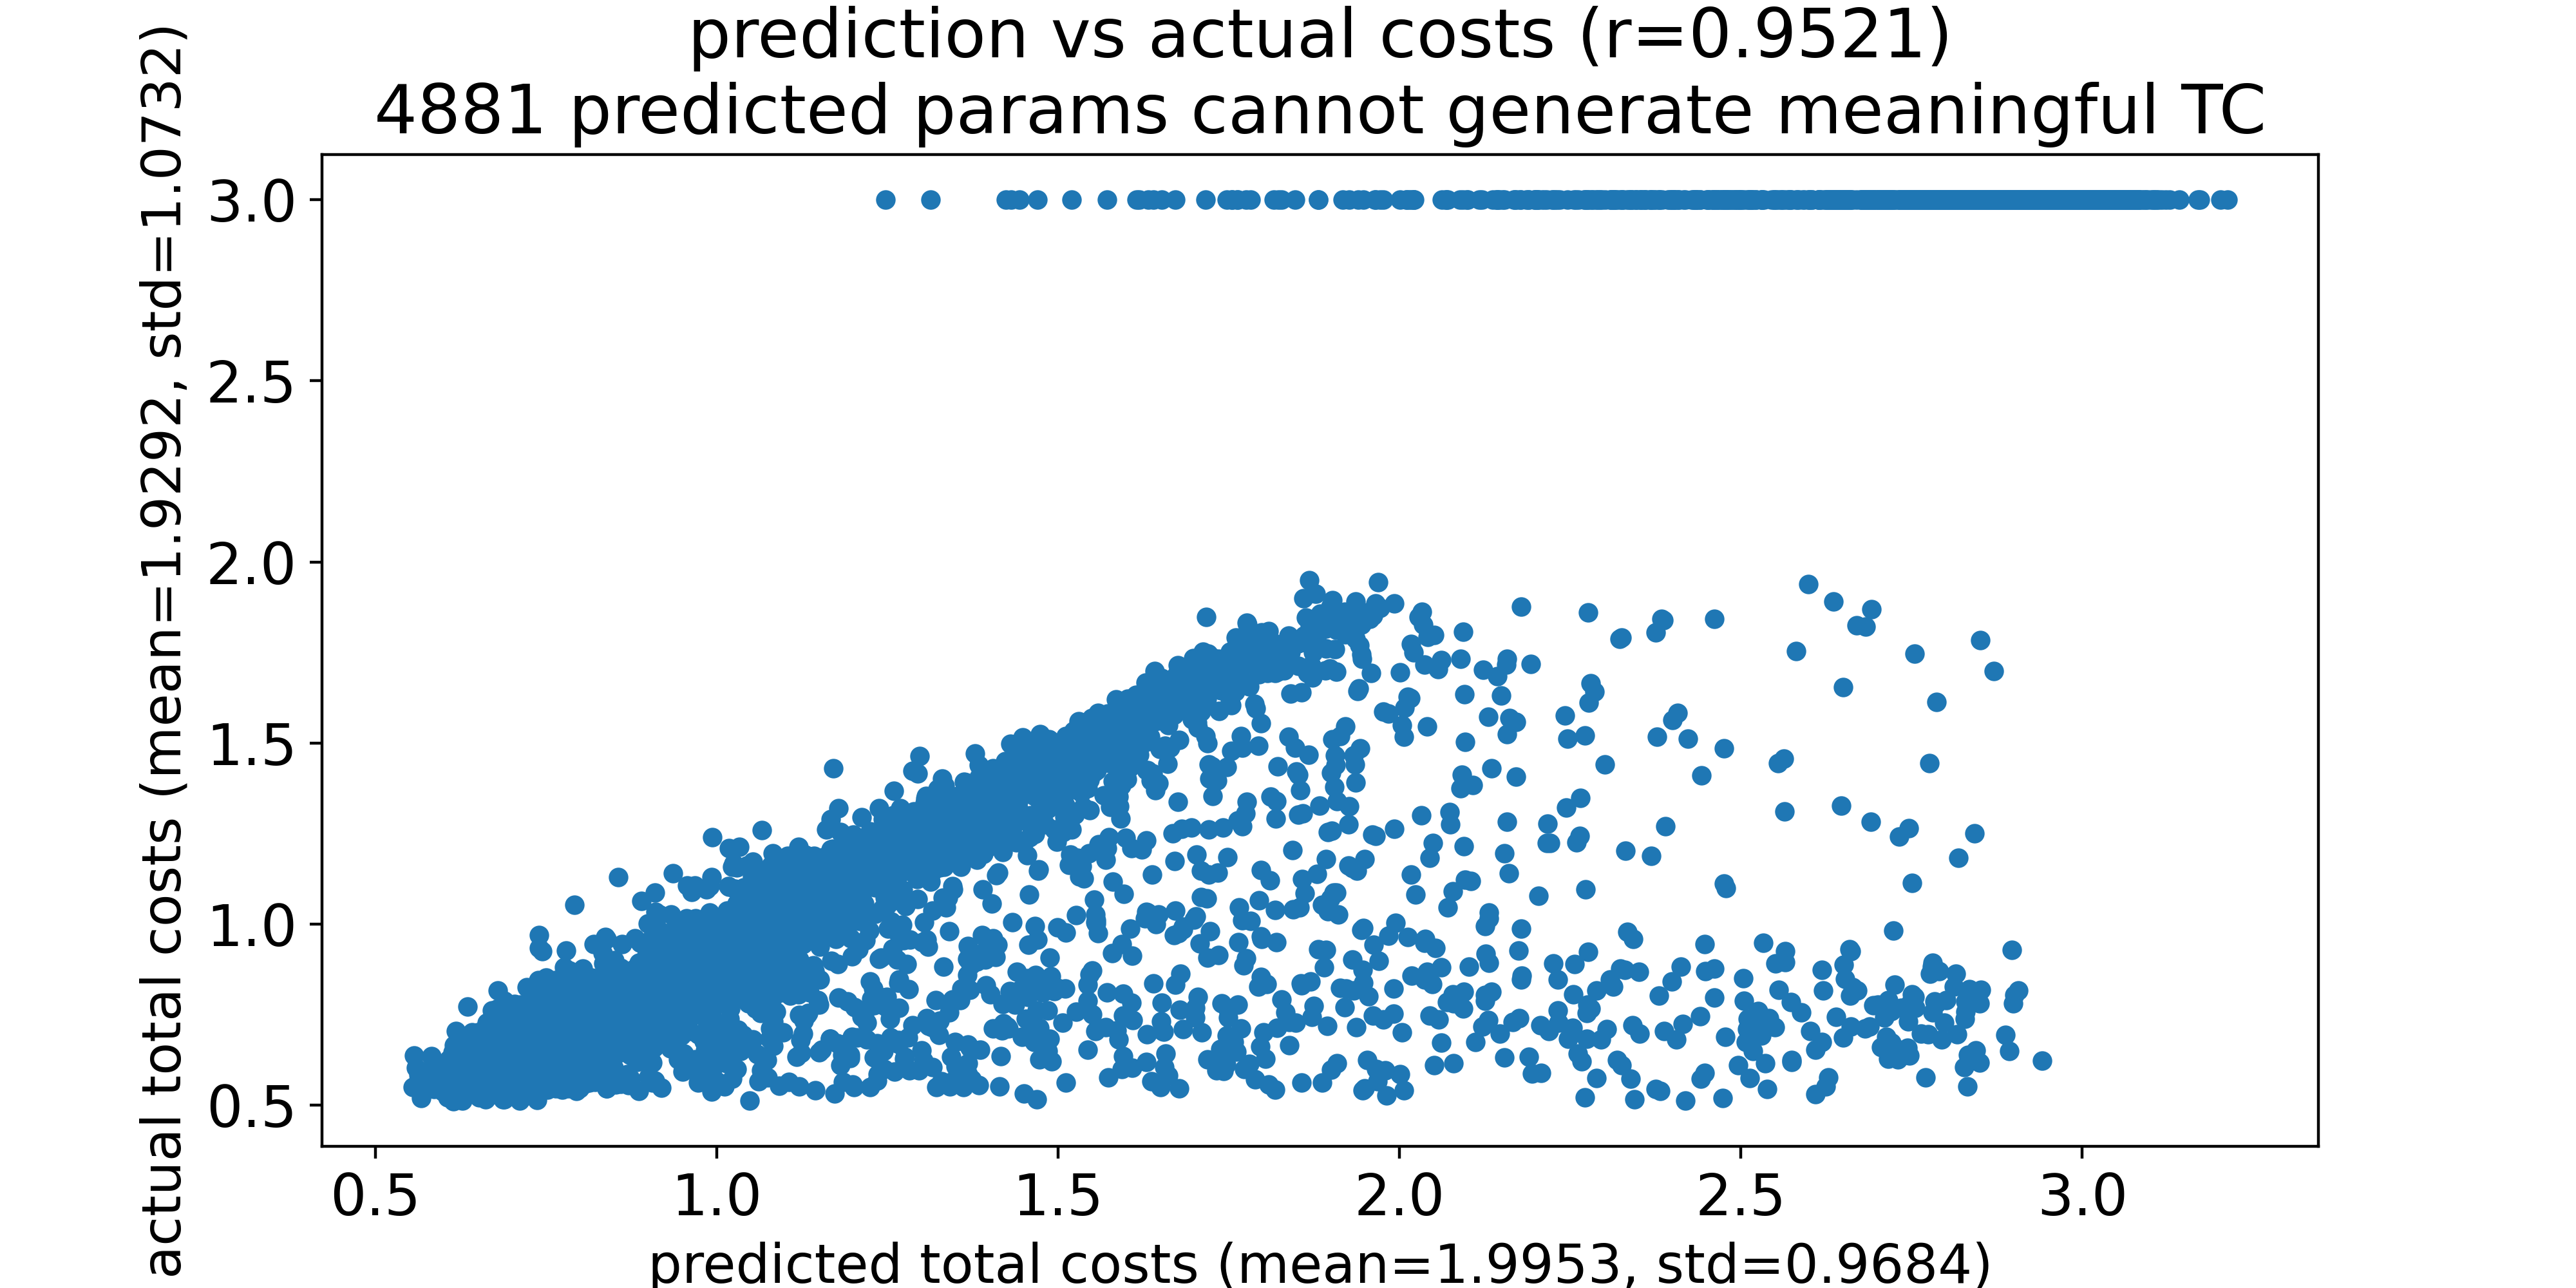 prediction vs actual costs (r=0.9521)
4881 predicted params cannot generate meaningful TC
actual total costs (mean=1.9292, std=1.0732)
3.0
2.5
2.0
1.5
1.0
0.5
0.5 1.0 1.5 2.0 2.5 3.0
predicted total costs (mean=1.9953, std=0.9684)